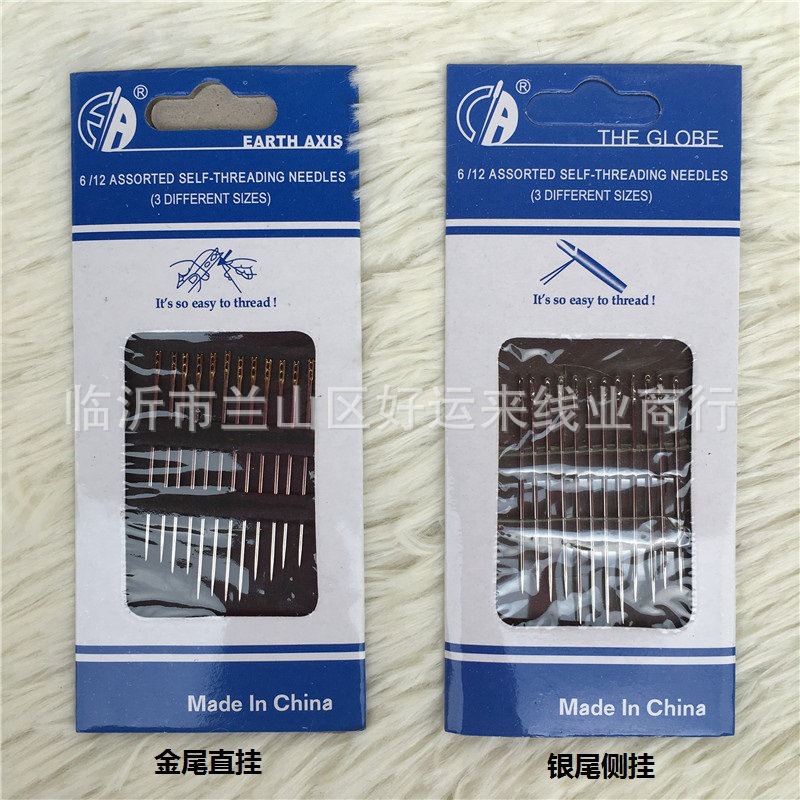 ®
EARTH AXIS
6/12 ASSORTED SELF-THREADING NEEDLES
(3 DIFFERENT SIZES)
It's so easy to thread !
Made In China
金尾直挂
®
THE GLOBE
6/12 ASSORTED SELF-THREADING NEEDLES
(3 DIFFERENT SIZES)
It's so easy to thread !
Made In China
银尾侧挂
临沂市兰山区好运来线业商行